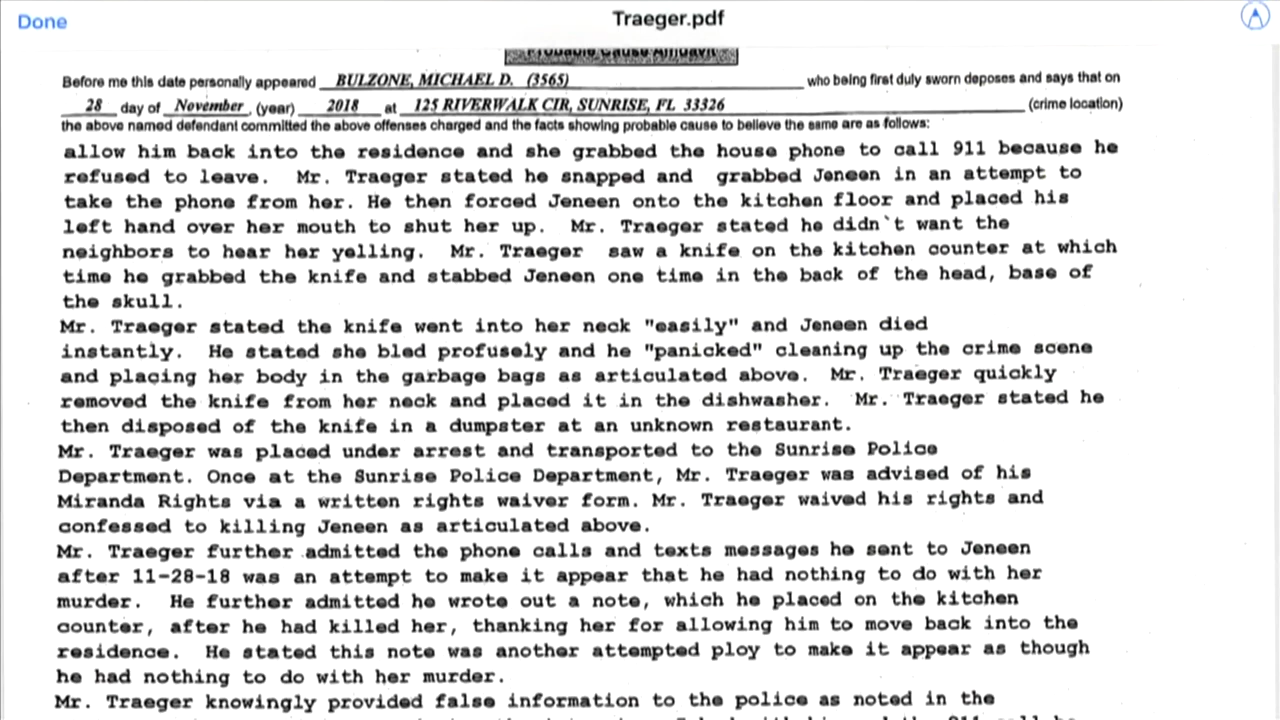 Done
Traeger.pdf
Probable Cause Affidavit
Before me this date personally appeared BULZONE, MICHAEL D. (3565) who being first duly sworn deposes and says that on
28 day of November, (year) 2018 at 125 RIVERWALK CIR, SUNRISE, FL 33326 (crime location)
the above named defendant committed the above offenses charged and the facts showing probable cause to believe the same are as follows:
allow him back into the residence and she grabbed the house phone to call 911 because he
refused to leave. Mr. Traeger stated he snapped and grabbed Jeneen in an attempt to
take the phone from her. He then forced Jeneen onto the kitchen floor and placed his
left hand over her mouth to shut her up. Mr. Traeger stated he didn`t want the
neighbors to hear her yelling. Mr. Traeger saw a knife on the kitchen counter at which
time he grabbed the knife and stabbed Jeneen one time in the back of the head, base of
the skull.
Mr. Traeger stated the knife went into her neck "easily" and Jeneen died
instantly. He stated she bled profusely and he "panicked" cleaning up the crime scene
and placing her body in the garbage bags as articulated above. Mr. Traeger quickly
removed the knife from her neck and placed it in the dishwasher. Mr. Traeger stated he
then disposed of the knife in a dumpster at an unknown restaurant.
Mr. Traeger was placed under arrest and transported to the Sunrise Police
Department. Once at the Sunrise Police Department, Mr. Traeger was advised of his
Miranda Rights via a written rights waiver form. Mr. Traeger waived his rights and
confessed to killing Jeneen as articulated above.
Mr. Traeger further admitted the phone calls and texts messages he sent to Jeneen
after 11-28-18 was an attempt to make it appear that he had nothing to do with her
murder. He further admitted he wrote out a note, which he placed on the kitchen
counter, after he had killed her, thanking her for allowing him to move back into the
residence. He stated this note was another attempted ploy to make it appear as though
he had nothing to do with her murder.
Mr. Traeger knowingly provided false information to the police as noted in the